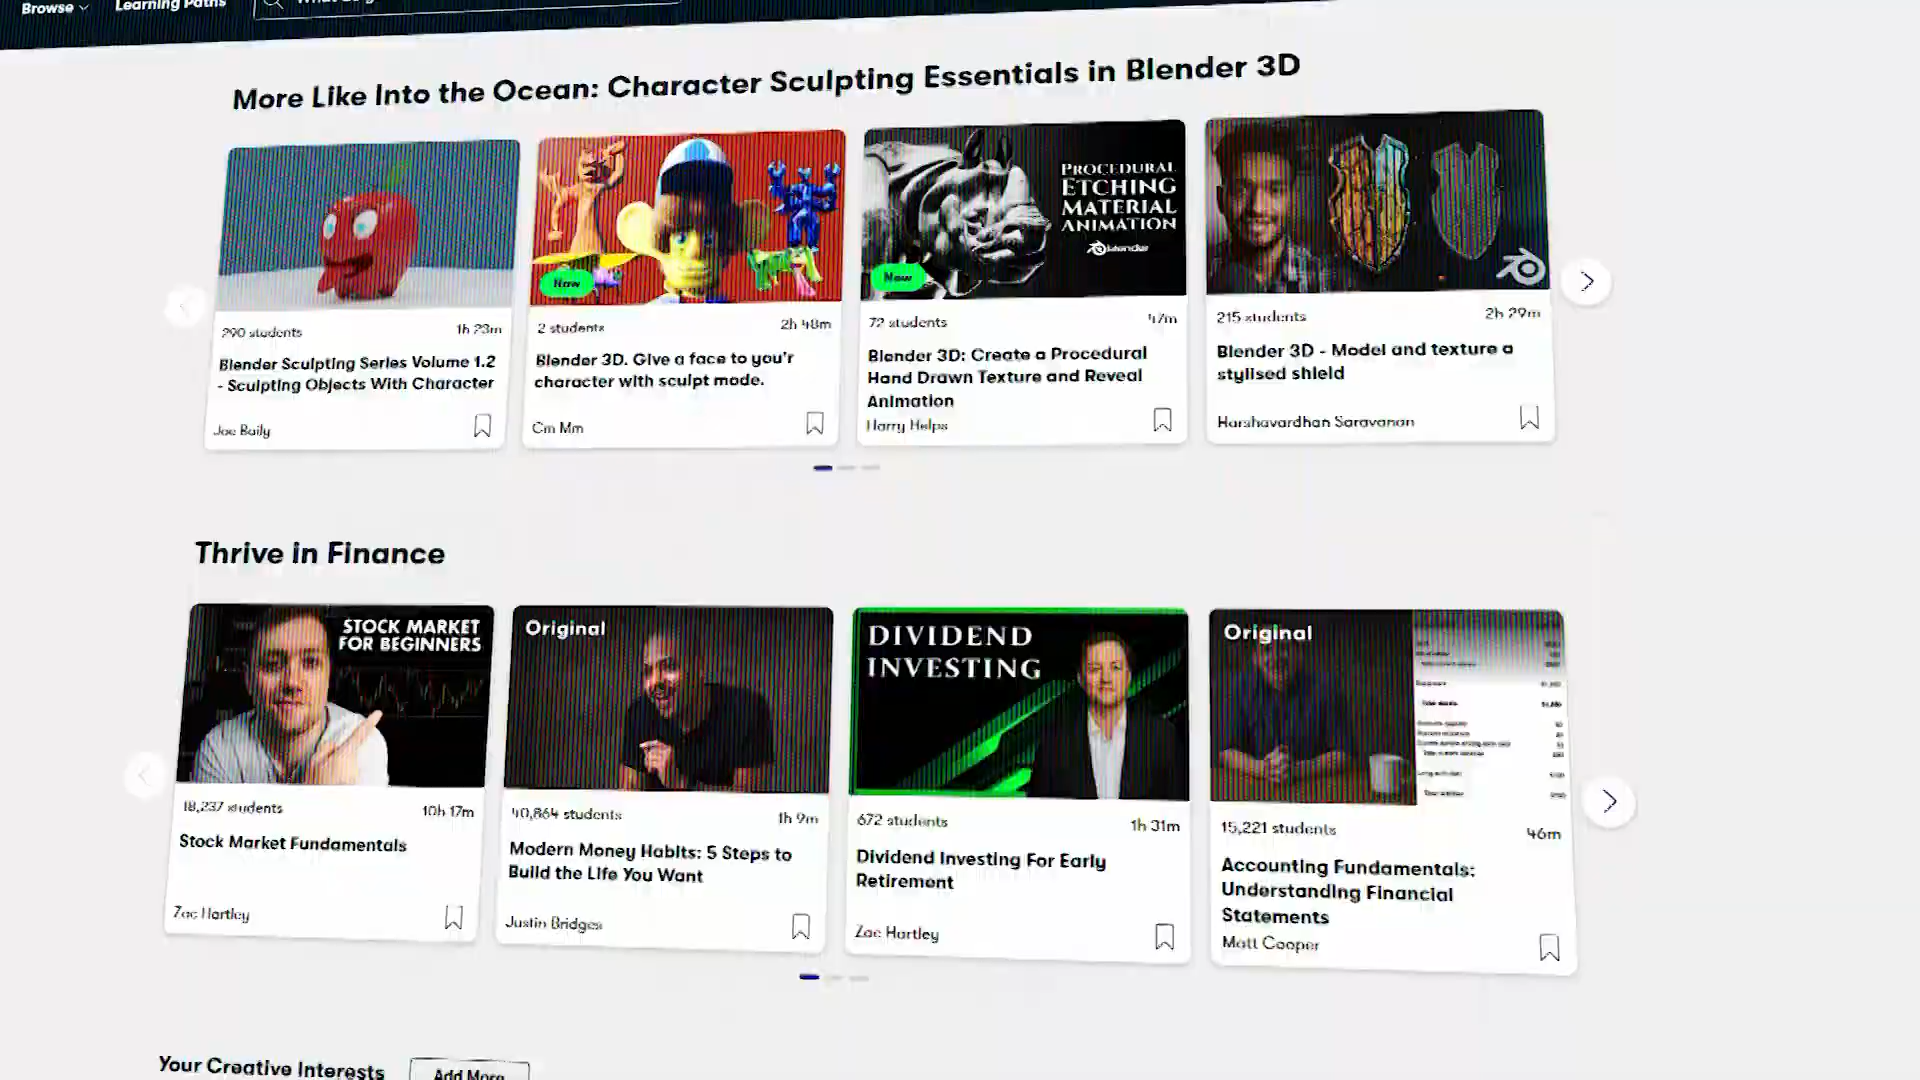 Browse
Learning Paths
More Like Into the Ocean: Character Sculpting Essentials in Blender 3D
PROCEDURAL
ETCHING
MATERIAL
ANIMATION
blender
New
New
290 students
1h 23m
2 students
2h 48m
72 students
47m
215 students
2h 29m
Blender Sculpting Series Volume 1.2
- Sculpting Objects With Character
Blender 3D. Give a face to you'r
character with sculpt mode.
Blender 3D: Create a Procedural
Hand Drawn Texture and Reveal
Animation
Blender 3D - Model and texture a
stylised shield
Joe Baily
Cm Mm
Harry Helps
Harshavardhan Saravanan
Thrive in Finance
STOCK MARKET
FOR BEGINNERS
Original
DIVIDEND
INVESTING
Original
18,237 students
10h 17m
40,864 students
1h 9m
672 students
1h 31m
15,221 students
46m
Stock Market Fundamentals
Modern Money Habits: 5 Steps to
Build the Life You Want
Dividend Investing For Early
Retirement
Accounting Fundamentals:
Understanding Financial
Statements
Zac Hartley
Justin Bridges
Zac Hartley
Matt Cooper
Your Creative Interests
Add More